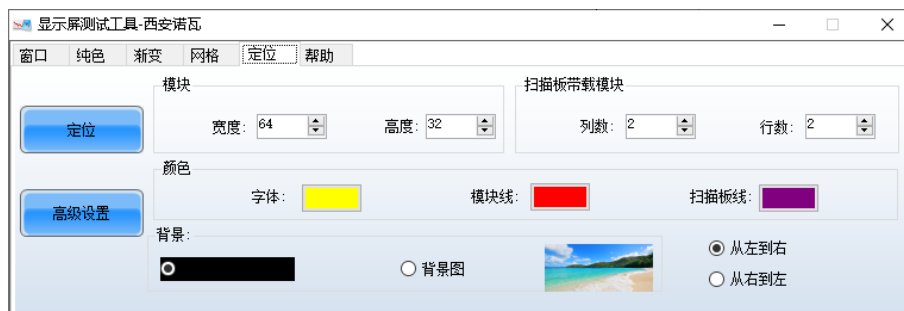 显示屏测试工具-西安诺瓦
窗口 纯色 渐变 网格 定位 帮助
模块 扫描板带载模块
定位 宽度: 64 高度: 32 列数: 2 行数: 2
颜色
高级设置 字体: 模块线: 扫描板线:
背景:
背景图
从左到右
从右到左